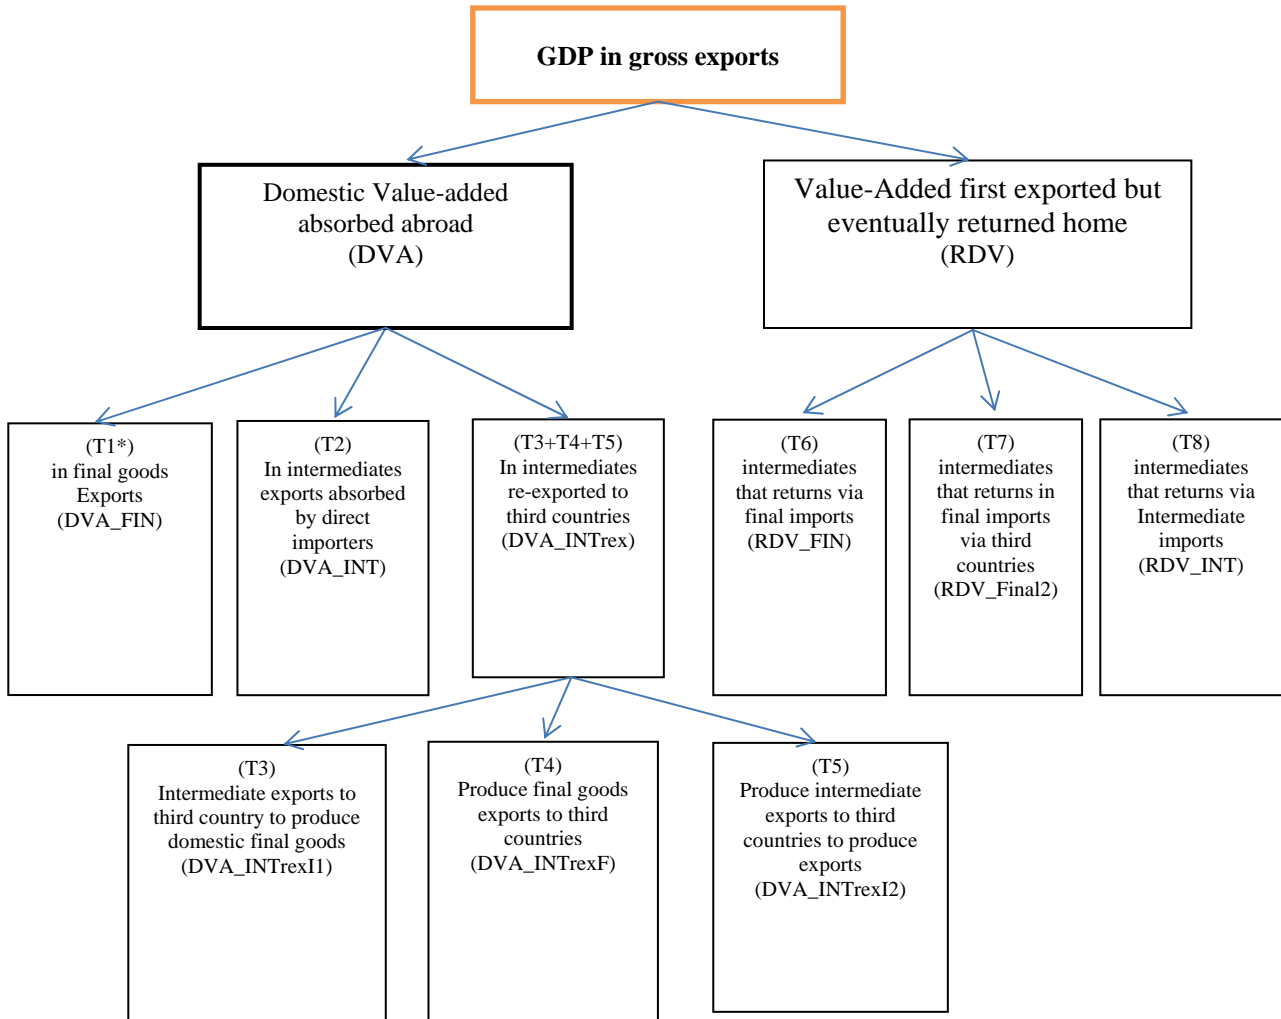 GDP in gross exports
Domestic Value-added
absorbed abroad
(DVA)
Value-Added first exported but
eventually returned home
(RDV)
(T1*)
in final goods
Exports
(DVA_FIN)
(T2)
In intermediates
exports absorbed
by direct
importers
(DVA_INT)
(T3+T4+T5)
In intermediates
re-exported to
third countries
(DVA_INTrex)
(T6)
intermediates
that returns via
final imports
(RDV_FIN)
(T7)
intermediates
that returns in
final imports
via third
countries
(RDV_Final2)
(T8)
intermediates
that returns via
Intermediate
imports
(RDV_INT)
(T3)
Intermediate exports to
third country to produce
domestic final goods
(DVA_INTrexI1)
(T4)
Produce final goods
exports to third
countries
(DVA_INTrexF)
(T5)
Produce intermediate
exports to third
countries to produce
exports
(DVA_INTrexI2)